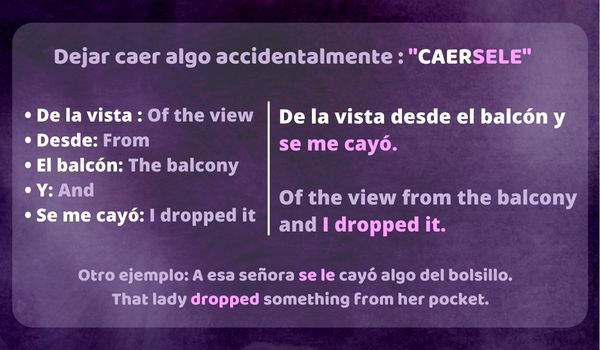 Dejar caer algo accidentalmente : "CAERSELE"
• De la vista : Of the view
• Desde: From
• El balcón: The balcony
• Y: And
• Se me cayó: I dropped it
De la vista desde el balcón y
se me cayó.
Of the view from the balcony
and I dropped it.
Otro ejemplo: A esa señora se le cayó algo del bolsillo.
That lady dropped something from her pocket.